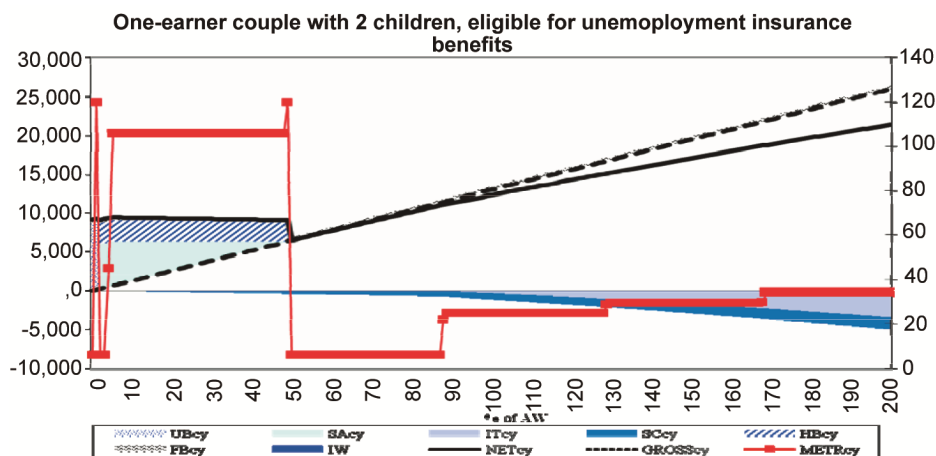 One-earner couple with 2 children, eligible for unemoployment insurance
benefits
30,000
25,000
20,000
15,000
10,000
5,000
,0
-5,000
-10,000
140
120
100
80
60
40
20
0
0 10 20 30 40 50 60 70 80 90 100 110 120 130 140 150 160 170 180 190 200
% of AW
UBcy SAcy ITcy SCcy HBcy
FBcy IW NETcy GROSScy METRcy